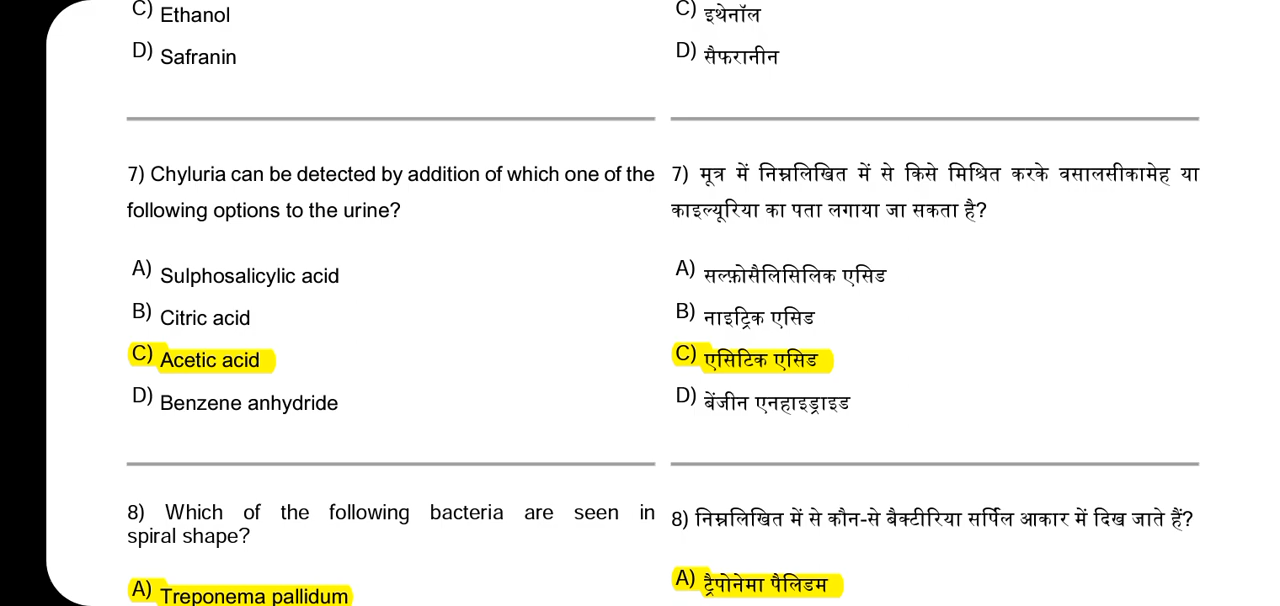 C) Ethanol
D) Safranin
7) Chyluria can be detected by addition of which one of the
following options to the urine?
A) Sulphosalicylic acid
B) Citric acid
C) Acetic acid
D) Benzene anhydride
8) Which of the following bacteria are seen in
spiral shape?
A) Treponema pallidum
C) इथेनॉल
D) सैफरानीन
7) मूत्र में निम्नलिखित में से किसे मिश्रित करके वसालसीकामेह या
काइल्यूरिया का पता लगाया जा सकता है?
A) सल्फ़ोसैलिसिलिक एसिड
B) नाइट्रिक एसिड
C) एसिटिक एसिड
D) बेंजीन एनहाइड्राइड
8) निम्नलिखित में से कौन-से बैक्टीरिया सर्पिल आकार में दिख जाते हैं?
A) ट्रैपोनेमा पैलिडम